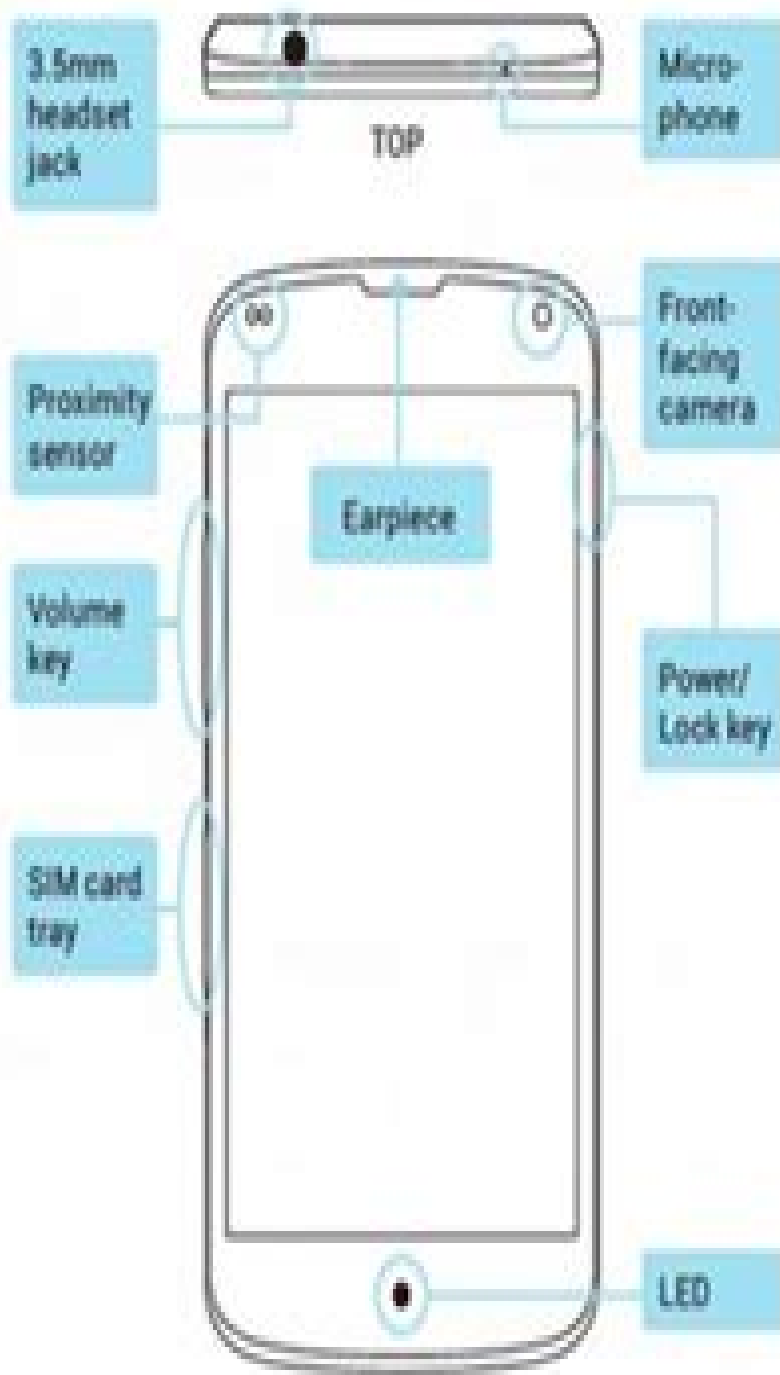 3.5mm
headset
jack
Micro-
phone
TOP
Front-
facing
camera
Proximity
sensor
Earpiece
Volume
key
Power/
Lock key
SIM card
tray
LED